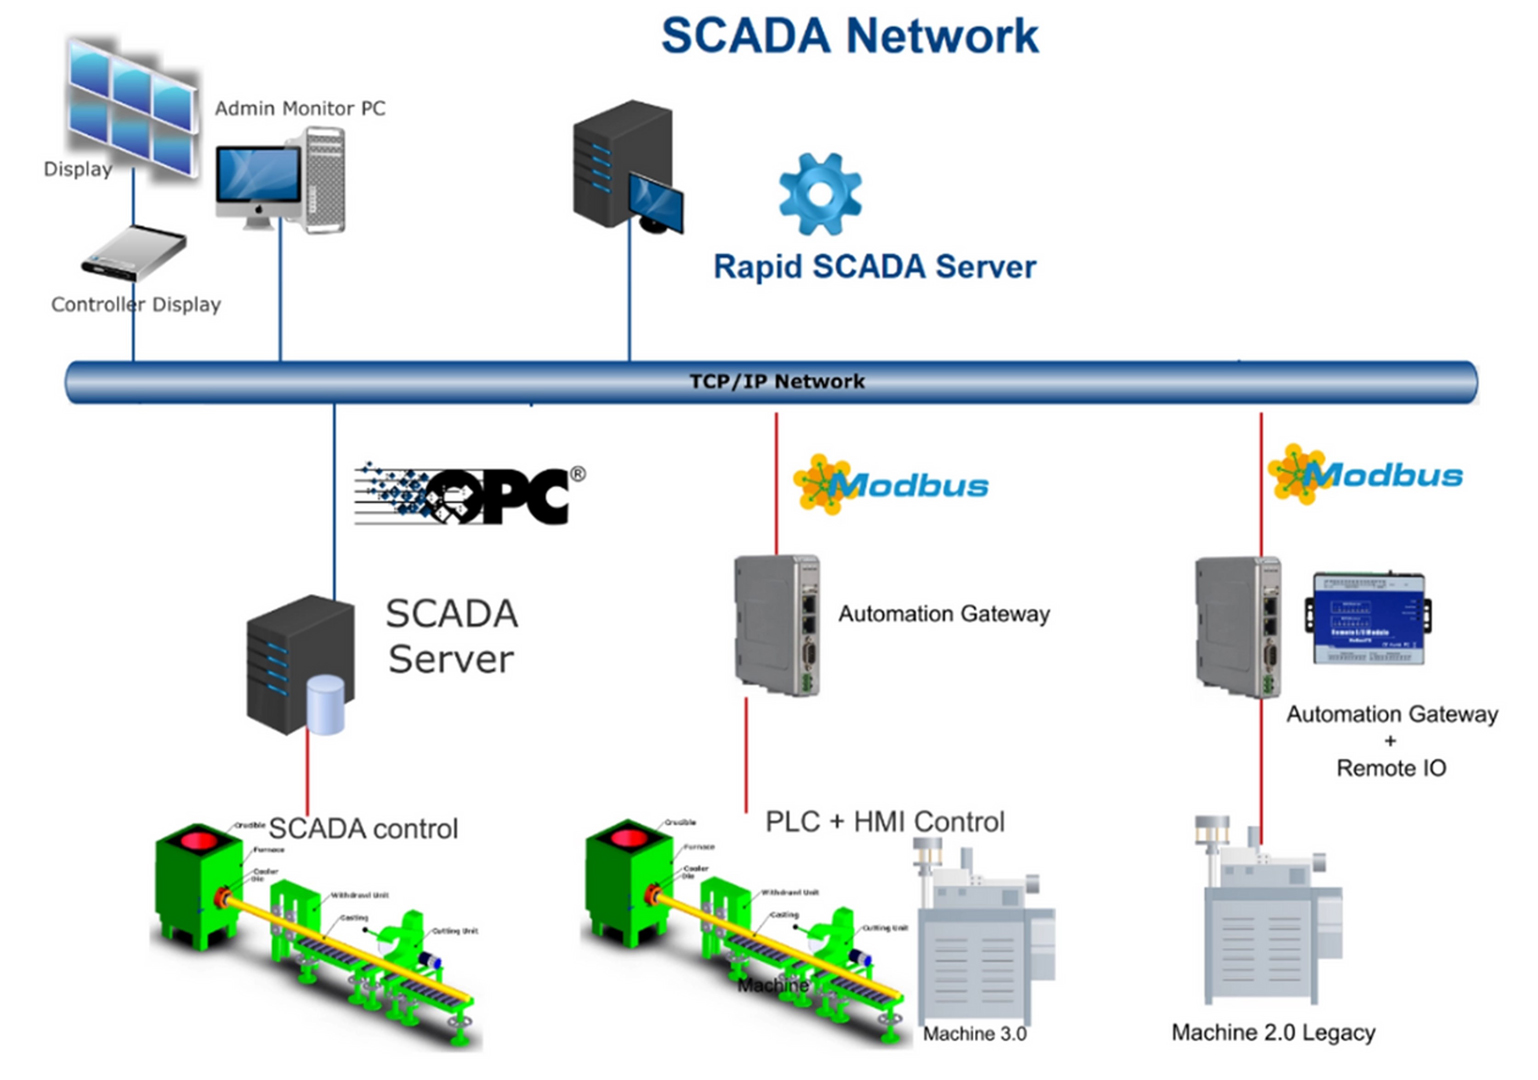 SCADA Network
Admin Monitor PC
Display
Controller Display
Rapid SCADA Server
TCP/IP Network
OPC®
Modbus
Modbus
SCADA
Server
Automation Gateway
Remote I/O Module
Automation Gateway
+
Remote IO
SCADA control
Crucible
Furnace
Cooler
Die
Withdrawl Unit
Casting
Cutting Unit
PLC + HMI Control
Crucible
Furnace
Cooler
Die
Withdrawl Unit
Casting
Cutting Unit
Machine
Machine 3.0
Machine 2.0 Legacy